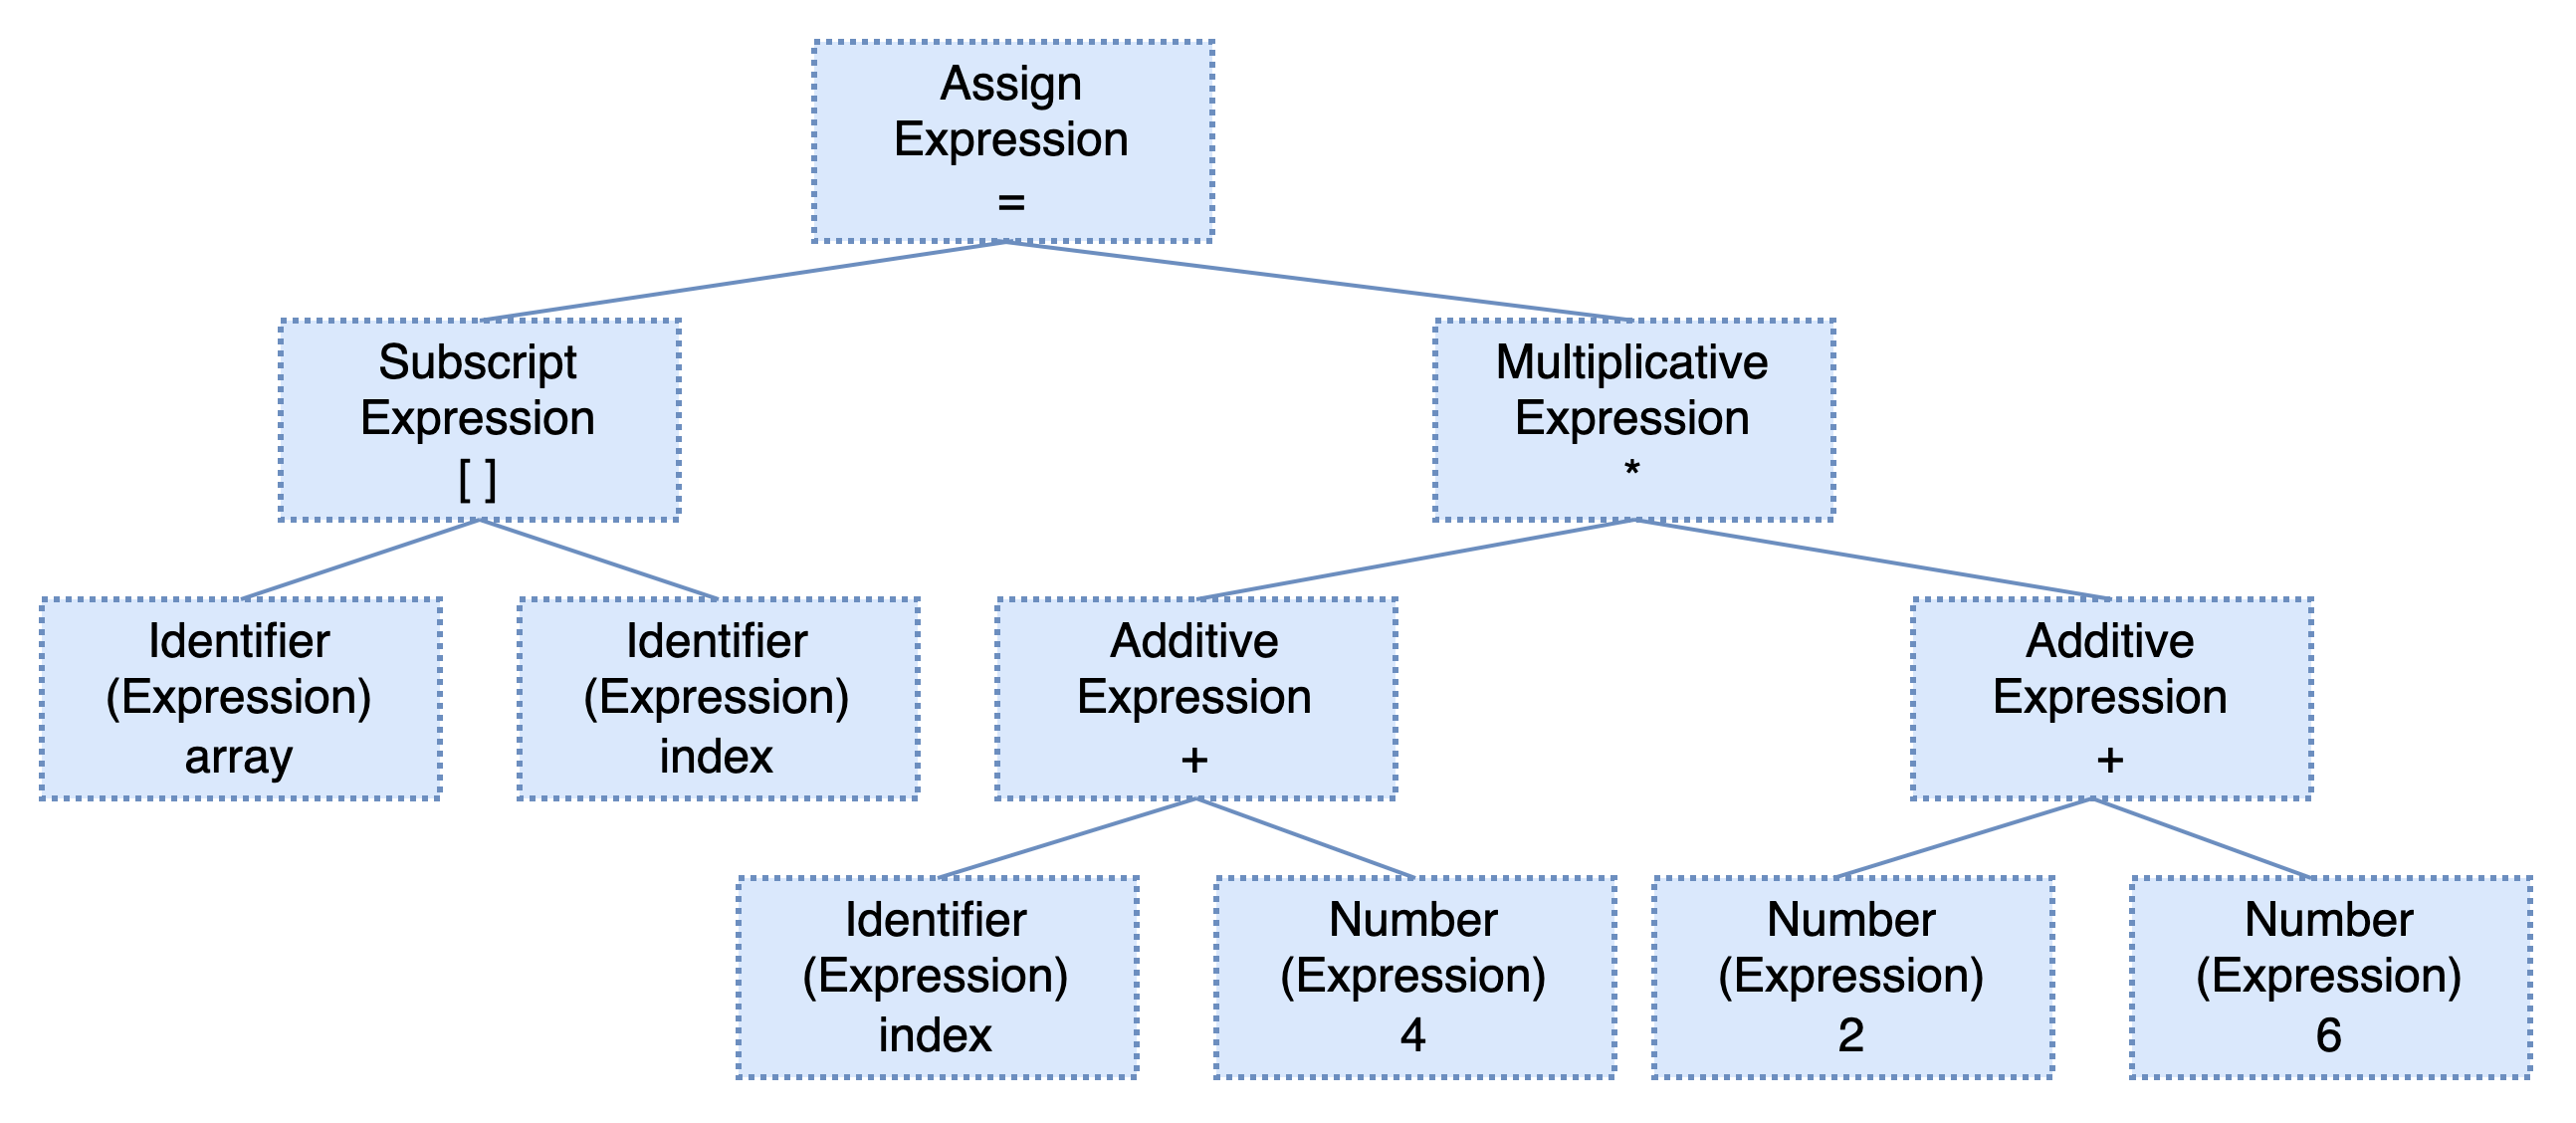 Assign
Expression
=
Subscript
Expression
[ ]
Multiplicative
Expression
*
Identifier
(Expression)
array
Identifier
(Expression)
index
Additive
Expression
+
Additive
Expression
+
Identifier
(Expression)
index
Number
(Expression)
4
Number
(Expression)
2
Number
(Expression)
6